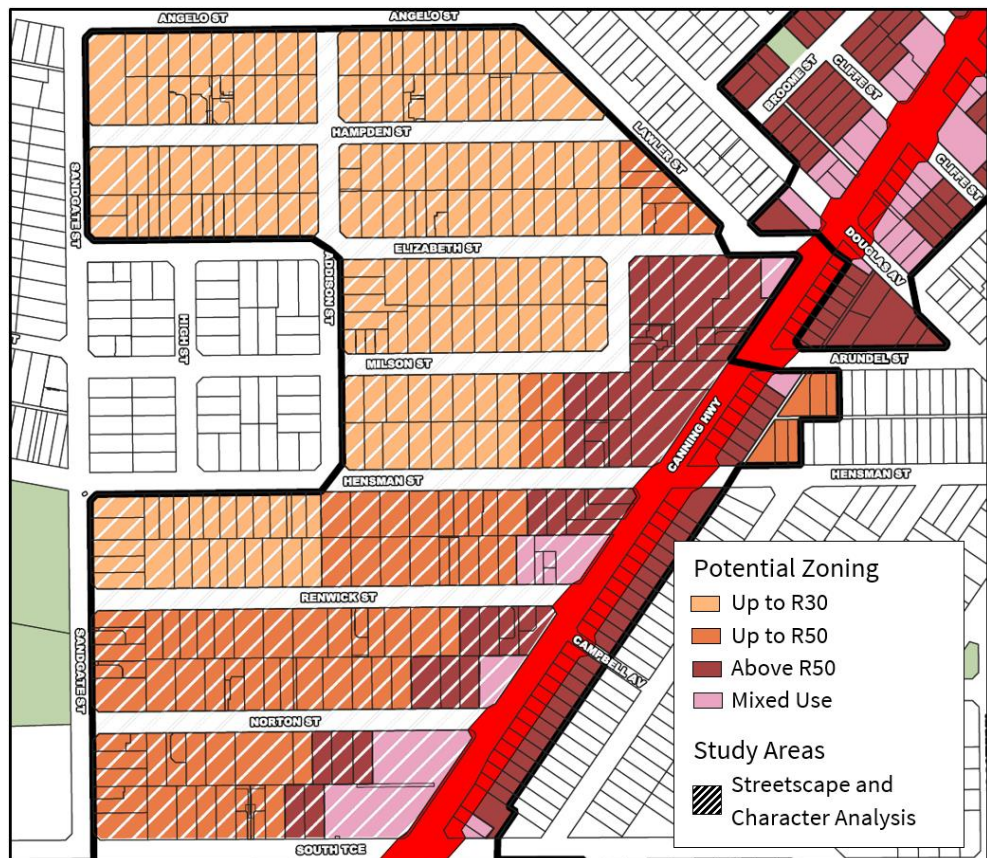 ANGELO ST
ANGELO ST
BROOME ST
CLIFFE ST
HAMPDEN ST
LAWLER ST
SANDGATE ST
CLIFFE ST
ELIZABETH ST
DOUGLAS AV
ADDISON ST
HIGH ST
MILSON ST
ARUNDEL ST
CANNING HWY
HENSMAN ST
HENSMAN ST
RENWICK ST
SANDGATE ST
CAMPBELL AV
NORTON ST
SOUTH TCE
Potential Zoning
Up to R30
Up to R50
Above R50
Mixed Use
Study Areas
Streetscape and
Character Analysis